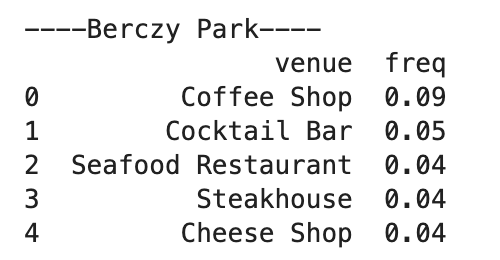 ----Berczy Park----
venue freq
0 Coffee Shop 0.09
1 Cocktail Bar 0.05
2 Seafood Restaurant 0.04
3 Steakhouse 0.04
4 Cheese Shop 0.04